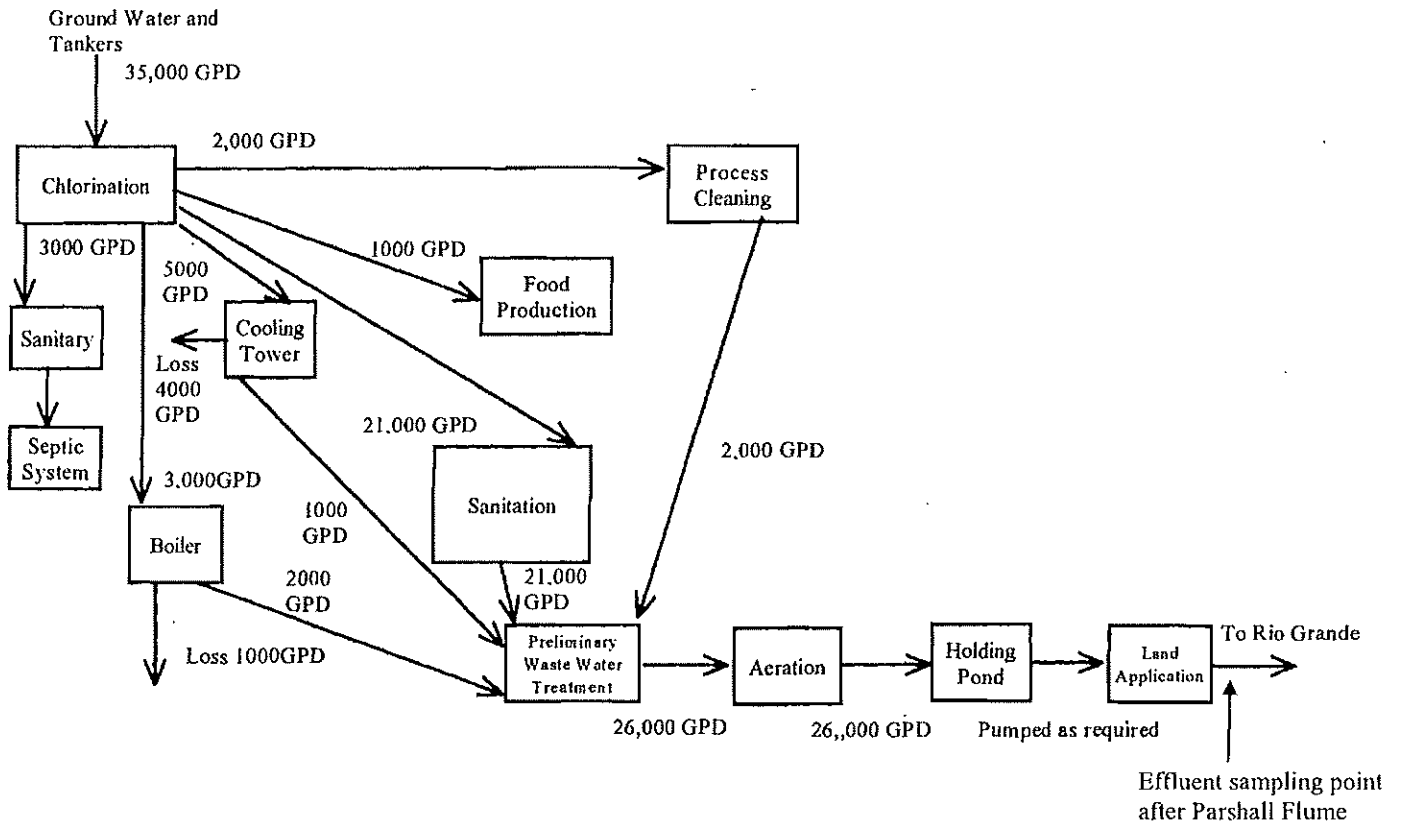 Ground Water and
Tankers
35,000 GPD
2,000 GPD
Chlorination
Process
Cleaning
3000 GPD
5000
GPD
1000 GPD
Food
Production
Sanitary
Cooling
Tower
Loss
4000
GPD
Septic
System
21,000 GPD
2,000 GPD
3,000GPD
Sanitation
1000
GPD
Boiler
2000
GPD
21,000
GPD
Loss 1000GPD
Preliminary
Waste Water
Treatment
Aeration
Holding
Pond
Land
Application
To Rio Grande
26,000 GPD
26,,000 GPD
Pumped as required
Effluent sampling point
after Parshall Flume